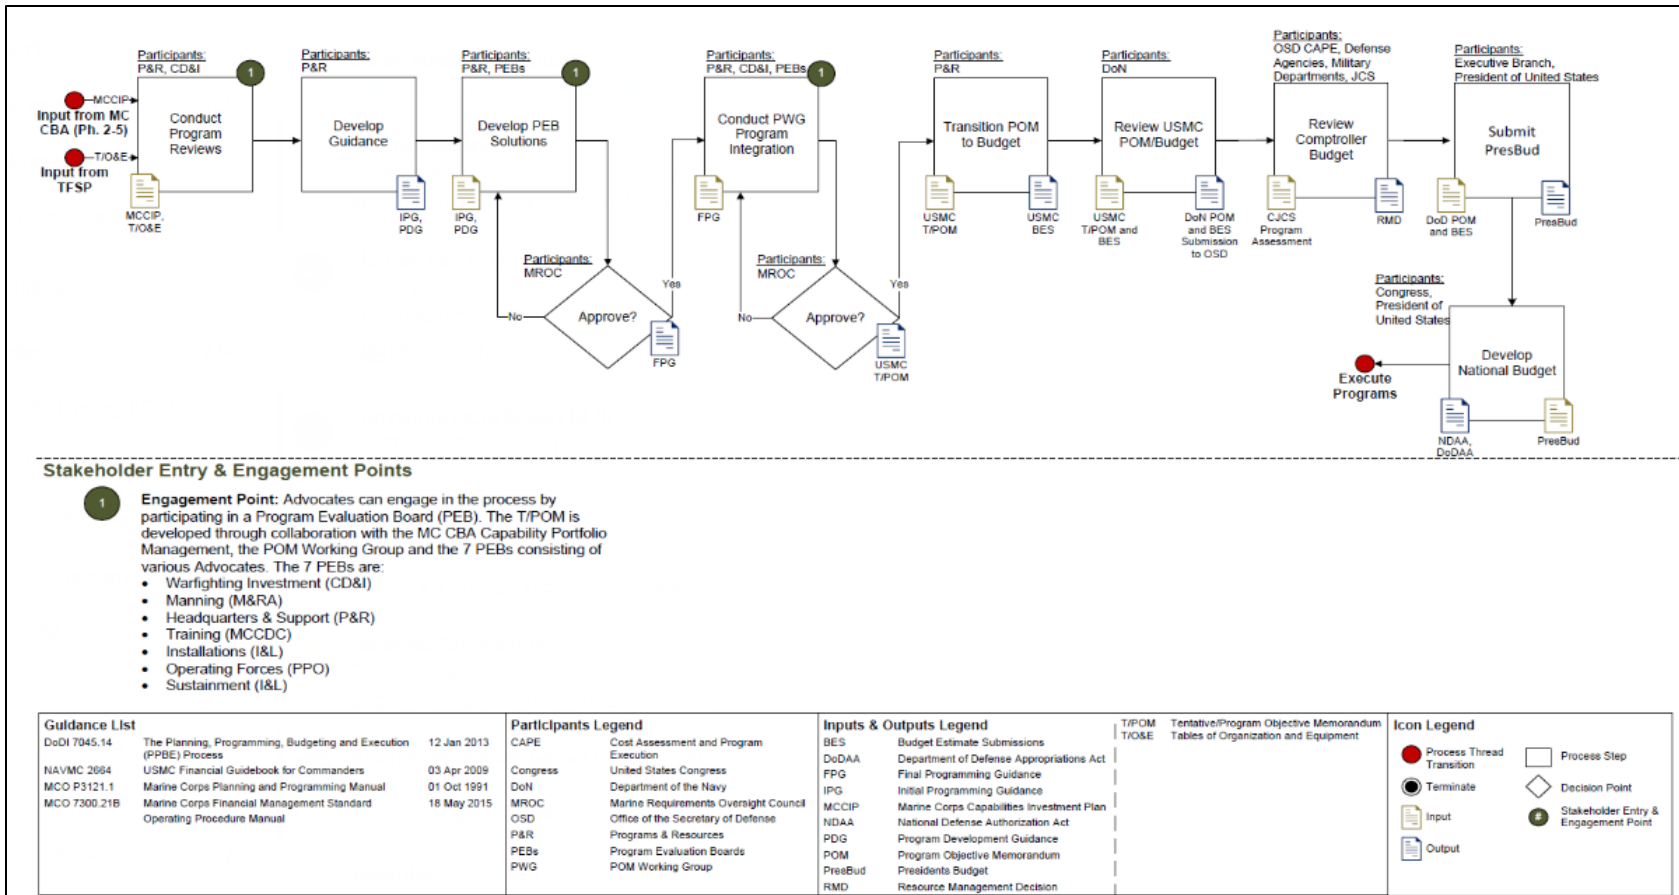 Participants:
P&R, CD&I
1
MCCIP
Input from MC
CBA (Ph. 2-5)
T/O&E
Input from
TFSP
Conduct
Program
Reviews
MCCIP,
T/O&E
Participants:
P&R
Develop
Guidance
IPG,
PDG
Participants:
P&R, PEBs
1
Develop PEB
Solutions
IPG,
PDG
Participants:
MROC
Approve?
No
Yes
FPG
Participants:
P&R, CD&I, PEBs
1
Conduct PWG
Program
Integration
FPG
Participants:
MROC
Approve?
No
Yes
USMC
T/POM
Participants:
P&R
Transition POM
to Budget
USMC
T/POM
USMC
BES
Participants:
DoN
Review USMC
POM/Budget
USMC
T/POM and
BES
DoN POM
and BES
Submission
to OSD
Participants:
OSD CAPE, Defense
Agencies, Military
Departments, JCS
Review
Comptroller
Budget
CJCS
Program
Assessment
RMD
Participants:
Executive Branch,
President of United States
Submit
PresBud
DoD POM
and BES
PresBud
Participants:
Congress,
President of
United States
Develop
National Budget
Execute
Programs
NDAA,
DoDAA
PresBud
Stakeholder Entry & Engagement Points
1
Engagement Point: Advocates can engage in the process by
participating in a Program Evaluation Board (PEB). The T/POM is
developed through collaboration with the MC CBA Capability Portfolio
Management, the POM Working Group and the 7 PEBs consisting of
various Advocates. The 7 PEBs are:
• Warfighting Investment (CD&I)
• Manning (M&RA)
• Headquarters & Support (P&R)
• Training (MCCDC)
• Installations (I&L)
• Operating Forces (PPO)
• Sustainment (I&L)
Guidance List
DoDI 7045.14 The Planning, Programming, Budgeting and Execution 12 Jan 2013
(PPBE) Process
NAVMC 2664 USMC Financial Guidebook for Commanders 03 Apr 2009
MCO P3121.1 Marine Corps Planning and Programming Manual 01 Oct 1991
MCO 7300.21B Marine Corps Financial Management Standard 18 May 2015
Operating Procedure Manual
Participants Legend
CAPE Cost Assessment and Program
Execution
Congress United States Congress
DoN Department of the Navy
MROC Marine Requirements Oversight Council
OSD Office of the Secretary of Defense
P&R Programs & Resources
PEBs Program Evaluation Boards
PWG POM Working Group
Inputs & Outputs Legend
BES Budget Estimate Submissions
DoDAA Department of Defense Appropriations Act
FPG Final Programming Guidance
IPG Initial Programming Guidance
MCCIP Marine Corps Capabilities Investment Plan
NDAA National Defense Authorization Act
PDG Program Development Guidance
POM Program Objective Memorandum
PresBud Presidents Budget
RMD Resource Management Decision
T/POM Tentative/Program Objective Memorandum
T/O&E Tables of Organization and Equipment
Icon Legend
Process Thread
Transition
Terminate
Input
Output
Process Step
Decision Point
#
Stakeholder Entry &
Engagement Point